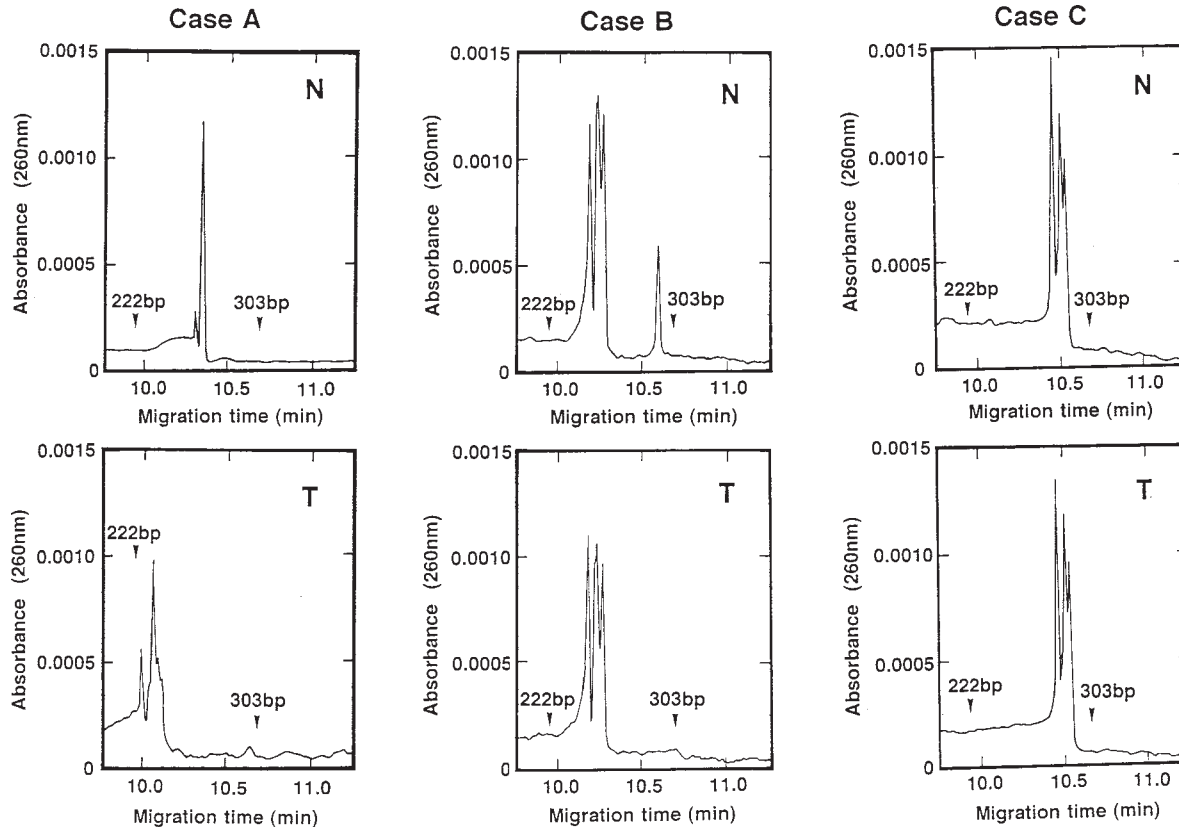 Case A
Case B
Case C
Absorbance (260nm)
0.0015
0.0010
0.0005
0
N
222bp
303bp
10.0
10.5
11.0
Migration time (min)
Absorbance (260nm)
0.0015
0.0010
0.0005
0
N
222bp
303bp
10.0
10.5
11.0
Migration time (min)
Absorbance (260nm)
0.0015
0.0010
0.0005
0
N
222bp
303bp
10.0
10.5
11.0
Migration time (min)
Absorbance (260nm)
0.0015
0.0010
0.0005
0
T
222bp
303bp
10.0
10.5
11.0
Migration time (min)
Absorbance (260nm)
0.0015
0.0010
0.0005
0
T
222bp
303bp
10.0
10.5
11.0
Migration time (min)
Absorbance (260nm)
0.0015
0.0010
0.0005
0
T
222bp
303bp
10.0
10.5
11.0
Migration time (min)